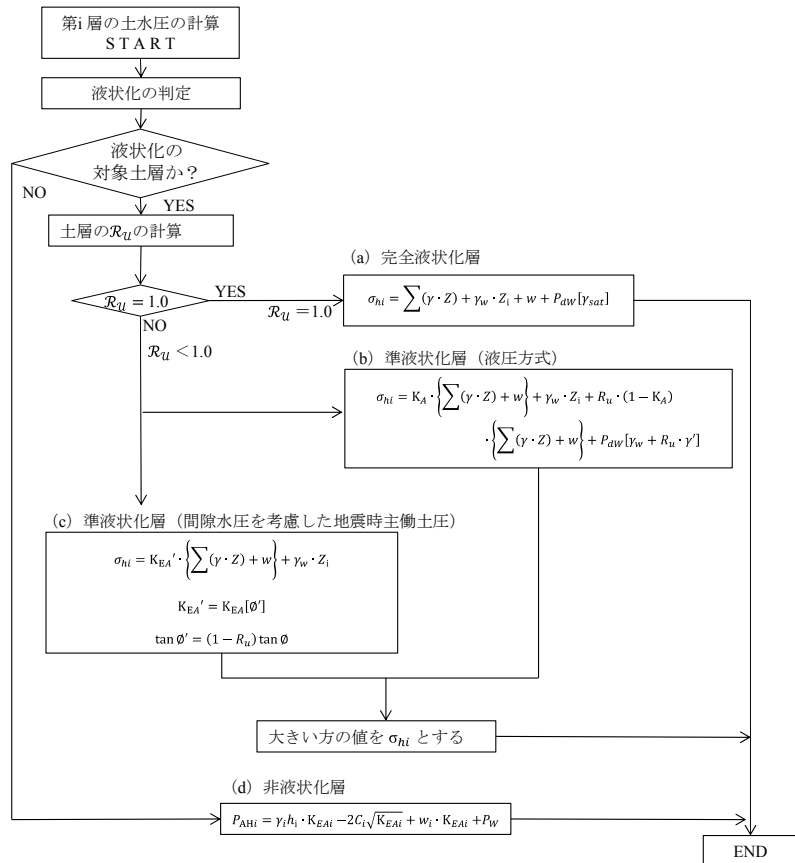 第i 層の土水圧の計算
S T A R T
液状化の判定
液状化の
対象土層か？
NO
YES
土層の𝓡𝒰の計算
(a) 完全液状化層
𝓡𝒰 = 1.0
YES
𝓡𝒰 ＝1.0
σhi = ∑(γ · Z) + γw · Zi + w + Pdw[γsat]
NO
𝓡𝒰 ＜1.0
(b) 準液状化層（液圧方式）
σhi = KA · {∑(γ · Z) + w} + γw · Zi + Ru · (1 − KA)
· {∑(γ · Z) + w} + Pdw[γw + Ru · γ′]
(c) 準液状化層（間隙水圧を考慮した地震時主働土圧）
σhi = KEA′ · {∑(γ · Z) + w} + γw · Zi
KEA′ = KEA[∅′]
tan ∅′ = (1 − Ru) tan ∅
大きい方の値を σhi とする
(d) 非液状化層
PAHi = γihi · KEAi − 2Ci√KEAi + wi · KEAi + PW
END